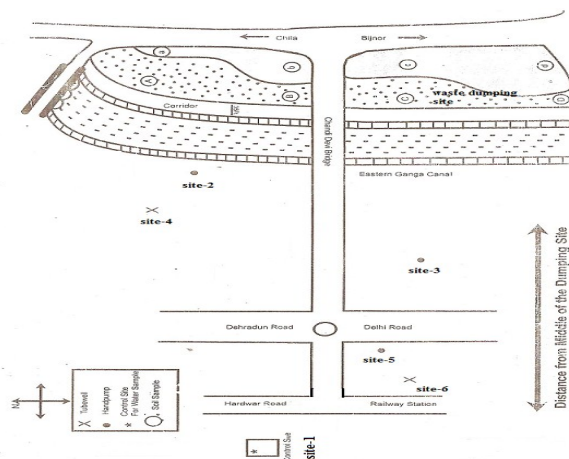 Chila
Bijnor
a
b
c
d
A
B
C
D
waste dumping
site
Corridor
Chandi Devi Bridge
Eastern Ganga Canal
site-2
site-4
site-3
Distance from Middle of the Dumping Site
Dehradun Road
Delhi Road
site-5
site-6
Hardwar Road
Railway Station
N
Tubewell
Handpump
Control Site
For Water Sample
Soil Sample
Control Site
site-1